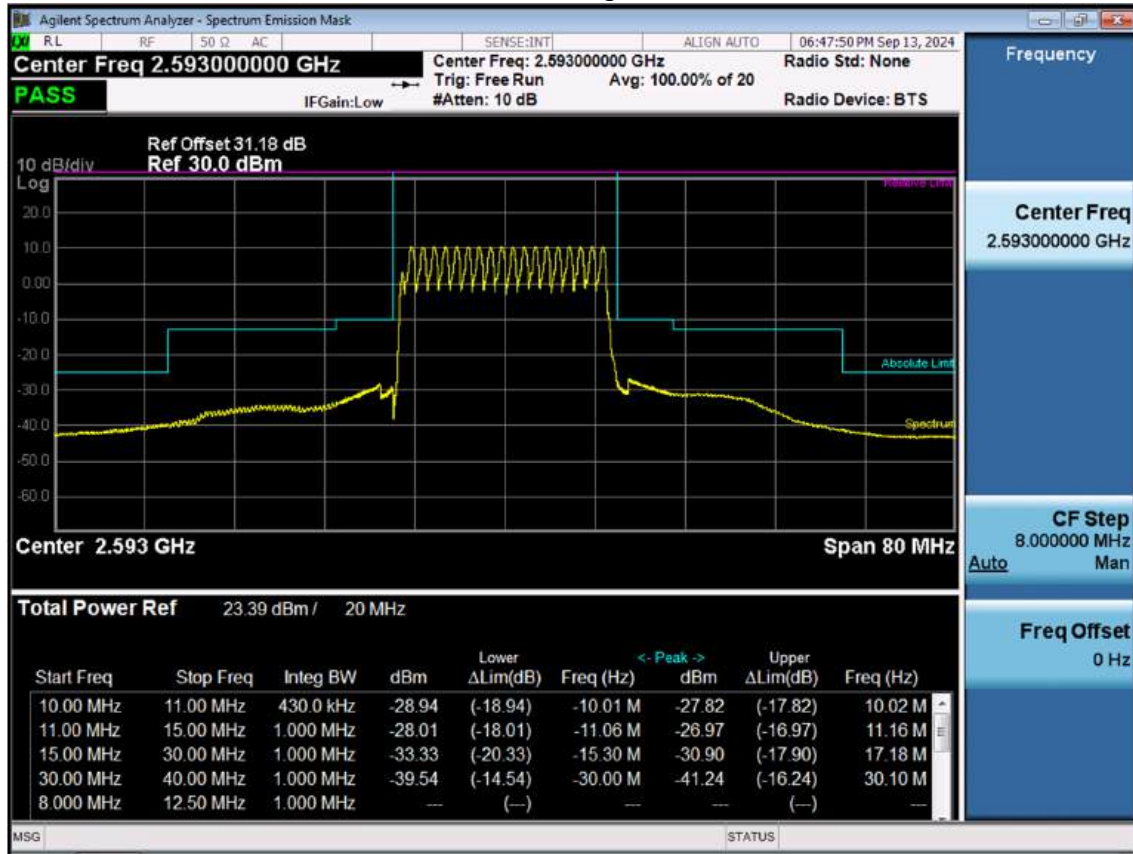 Agilent Spectrum Analyzer - Spectrum Emission Mask
RL RF 50 Ω AC SENSE:INT ALIGN AUTO 06:47:50 PM Sep 13, 2024
Center Freq 2.593000000 GHz
Center Freq: 2.593000000 GHz
Radio Std: None
Trig: Free Run Avg: 100.00% of 20
PASS
IFGain:Low #Atten: 10 dB Radio Device: BTS
Ref Offset 31.18 dB
10 dB/div Ref 30.0 dBm
Log
Relative Limit
20.0
10.0
0.00
-10.0
-20.0
Absolute Limit
-30.0
-40.0
Spectrum
-50.0
-60.0
Center 2.593 GHz Span 80 MHz
Total Power Ref 23.39 dBm / 20 MHz
Lower <- Peak -> Upper
Start Freq Stop Freq Integ BW dBm ΔLim(dB) Freq (Hz) dBm ΔLim(dB) Freq (Hz)
10.00 MHz 11.00 MHz 430.0 kHz -28.94 (-18.94) -10.01 M -27.82 (-17.82) 10.02 M
11.00 MHz 15.00 MHz 1.000 MHz -28.01 (-18.01) -11.06 M -26.97 (-16.97) 11.16 M
15.00 MHz 30.00 MHz 1.000 MHz -33.33 (-20.33) -15.30 M -30.90 (-17.90) 17.18 M
30.00 MHz 40.00 MHz 1.000 MHz -39.54 (-14.54) -30.00 M -41.24 (-16.24) 30.10 M
8.000 MHz 12.50 MHz 1.000 MHz --- (---) --- --- (---) ---
MSG STATUS
Frequency
Center Freq
2.593000000 GHz
CF Step
8.000000 MHz
Auto Man
Freq Offset
0 Hz